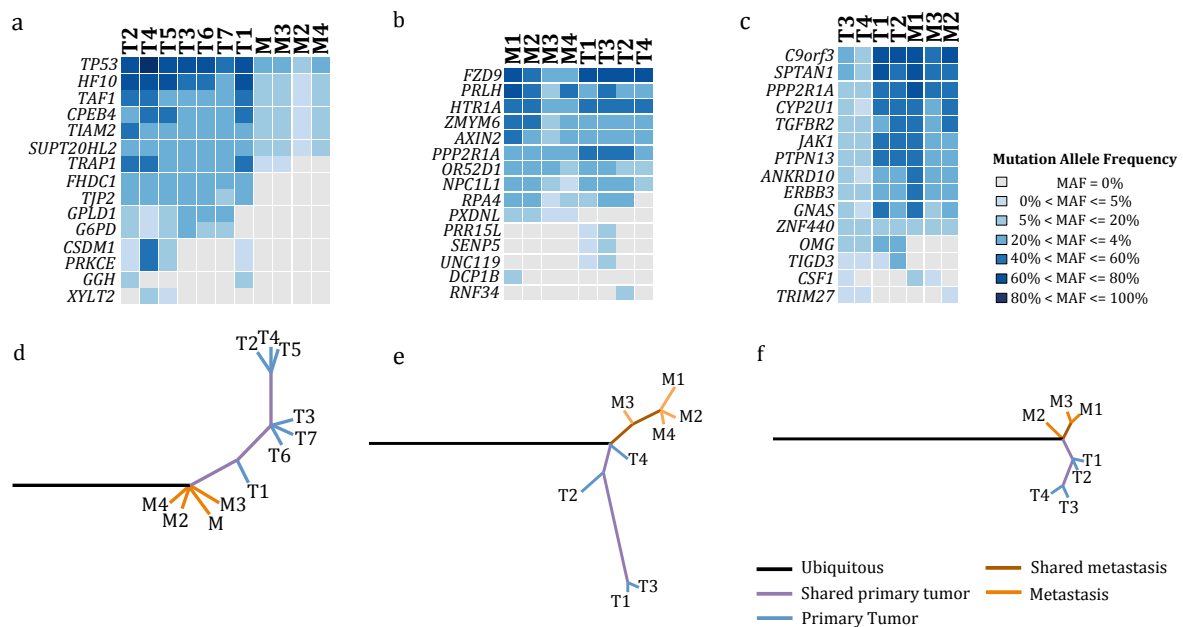 a
T2 T4 T5 T3 T6 T7 T1 M M3 M2 M4
TP53
HF10
TAF1
CPEB4
TIAM2
SUPT20HL2
TRAP1
FHDC1
TJP2
GPLD1
G6PD
CSDM1
PRKCE
GGH
XYLT2
b
M1 M2 M3 M4 T1 T3 T2 T4
FZD9
PRLH
HTR1A
ZMYM6
AXIN2
PPP2R1A
OR52D1
NPC1L1
RPA4
PXDNL
PRR15L
SENP5
UNC119
DCP1B
RNF34
c
T3 T4 T1 T2 M1 M3 M2
C9orf3
SPTAN1
PPP2R1A
CYP2U1
TGFBR2
JAK1
PTPN13
ANKRD10
ERBB3
GNAS
ZNF440
OMG
TIGD3
CSF1
TRIM27
Mutation Allele Frequency
MAF = 0%
0% < MAF <= 5%
5% < MAF <= 20%
20% < MAF <= 4%
40% < MAF <= 60%
60% < MAF <= 80%
80% < MAF <= 100%
d
T2 T4 T5
T3
T7
T6
T1
M4 M3
M2 M
e
M1
M3
M2
M4
T4
T2
T3
T1
f
M3
M1
M2
T1
T2
T4
T3
Ubiquitous
Shared primary tumor
Primary Tumor
Shared metastasis
Metastasis